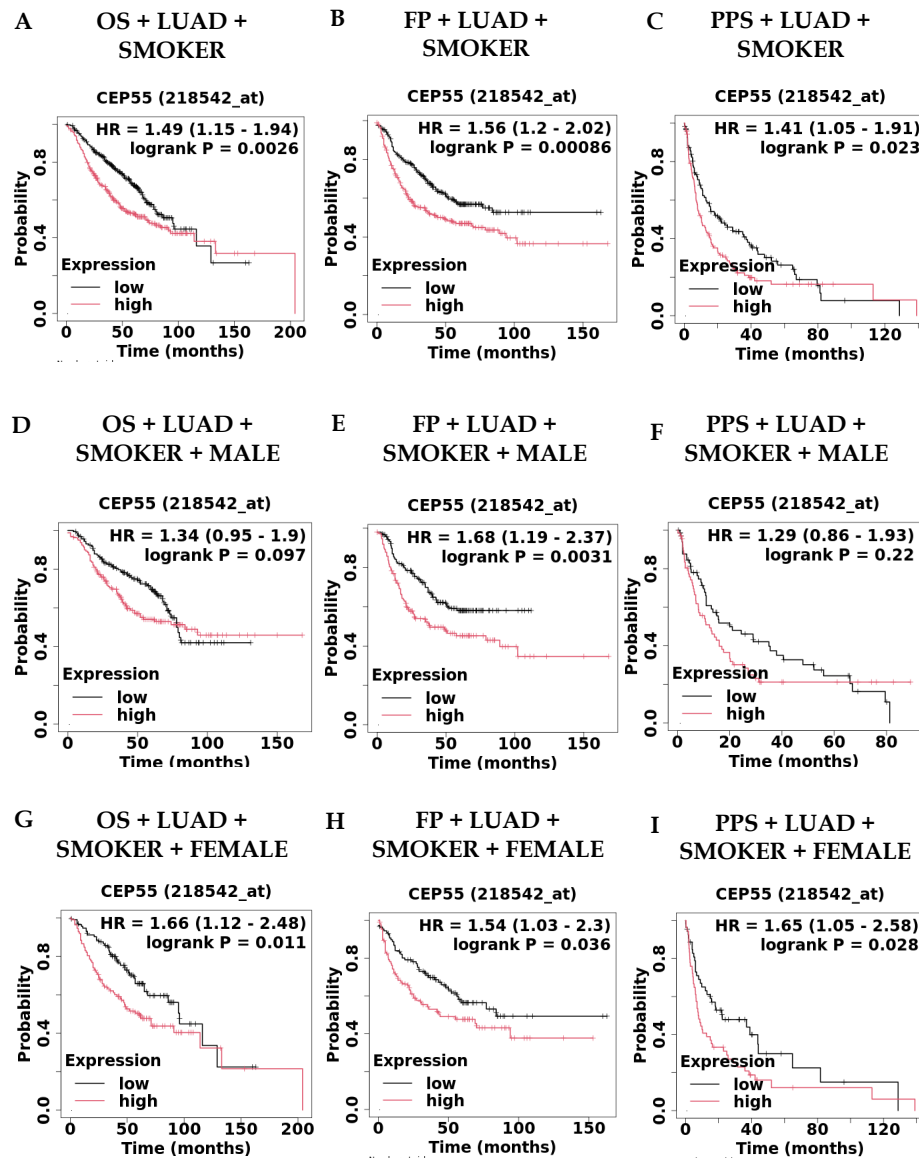 A
OS + LUAD +
SMOKER
CEP55 (218542_at)
HR = 1.49 (1.15 - 1.94)
logrank P = 0.0026
Probability
0.0 0.4 0.8
Expression
low
high
0 50 100 150 200
Time (months)
B
FP + LUAD +
SMOKER
CEP55 (218542_at)
HR = 1.56 (1.2 - 2.02)
logrank P = 0.00086
Probability
0.0 0.4 0.8
Expression
low
high
0 50 100 150
Time (months)
C
PPS + LUAD +
SMOKER
CEP55 (218542_at)
HR = 1.41 (1.05 - 1.91)
logrank P = 0.023
Probability
0.0 0.4 0.8
Expression
low
high
0 40 80 120
Time (months)
D
OS + LUAD +
SMOKER + MALE
CEP55 (218542_at)
HR = 1.34 (0.95 - 1.9)
logrank P = 0.097
Probability
0.0 0.4 0.8
Expression
low
high
0 50 100 150
Time (months)
E
FP + LUAD +
SMOKER + MALE
CEP55 (218542_at)
HR = 1.68 (1.19 - 2.37)
logrank P = 0.0031
Probability
0.0 0.4 0.8
Expression
low
high
0 50 100 150
Time (months)
F
PPS + LUAD +
SMOKER + MALE
CEP55 (218542_at)
HR = 1.29 (0.86 - 1.93)
logrank P = 0.22
Probability
0.0 0.4 0.8
Expression
low
high
0 20 40 60 80
Time (months)
G
OS + LUAD +
SMOKER + FEMALE
CEP55 (218542_at)
HR = 1.66 (1.12 - 2.48)
logrank P = 0.011
Probability
0.0 0.4 0.8
Expression
low
high
0 50 100 150 200
Time (months)
H
FP + LUAD +
SMOKER + FEMALE
CEP55 (218542_at)
HR = 1.54 (1.03 - 2.3)
logrank P = 0.036
Probability
0.0 0.4 0.8
Expression
low
high
0 50 100 150
Time (months)
I
PPS + LUAD +
SMOKER + FEMALE
CEP55 (218542_at)
HR = 1.65 (1.05 - 2.58)
logrank P = 0.028
Probability
0.0 0.4 0.8
Expression
low
high
0 40 80 120
Time (months)